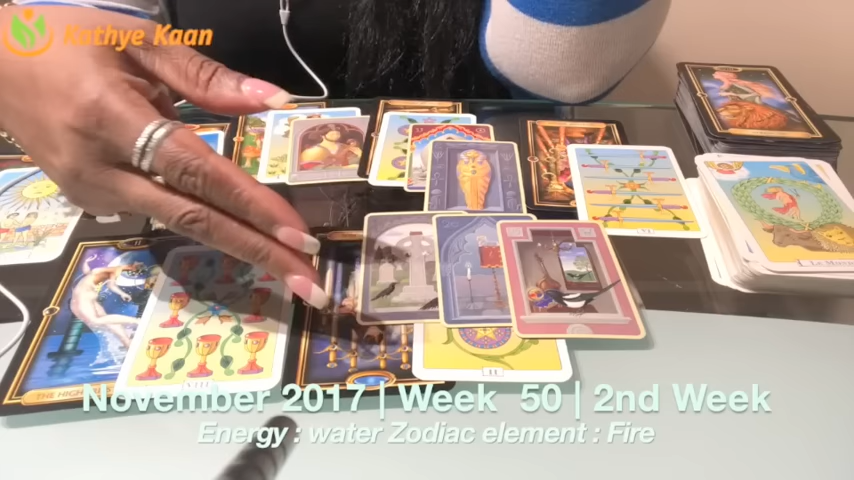 Kathye Kaan
VI
Le Monde
THE HIGH
VIII
II
November 2017 | Week 50 | 2nd Week
Energy : water Zodiac element : Fire